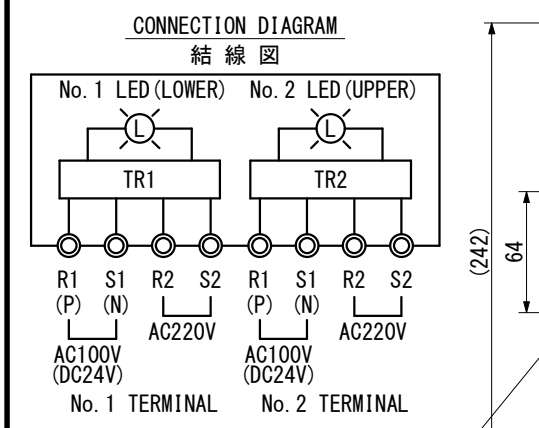 CONNECTION DIAGRAM
結線図
No.1 LED(LOWER) No.2 LED(UPPER)
L L
TR1 TR2
R1 S1 R2 S2 R1 S1 R2 S2
(P) (N) (P) (N)
AC220V AC220V
AC100V AC100V
(DC24V) (DC24V)
No.1 TERMINAL No.2 TERMINAL
(242)
64